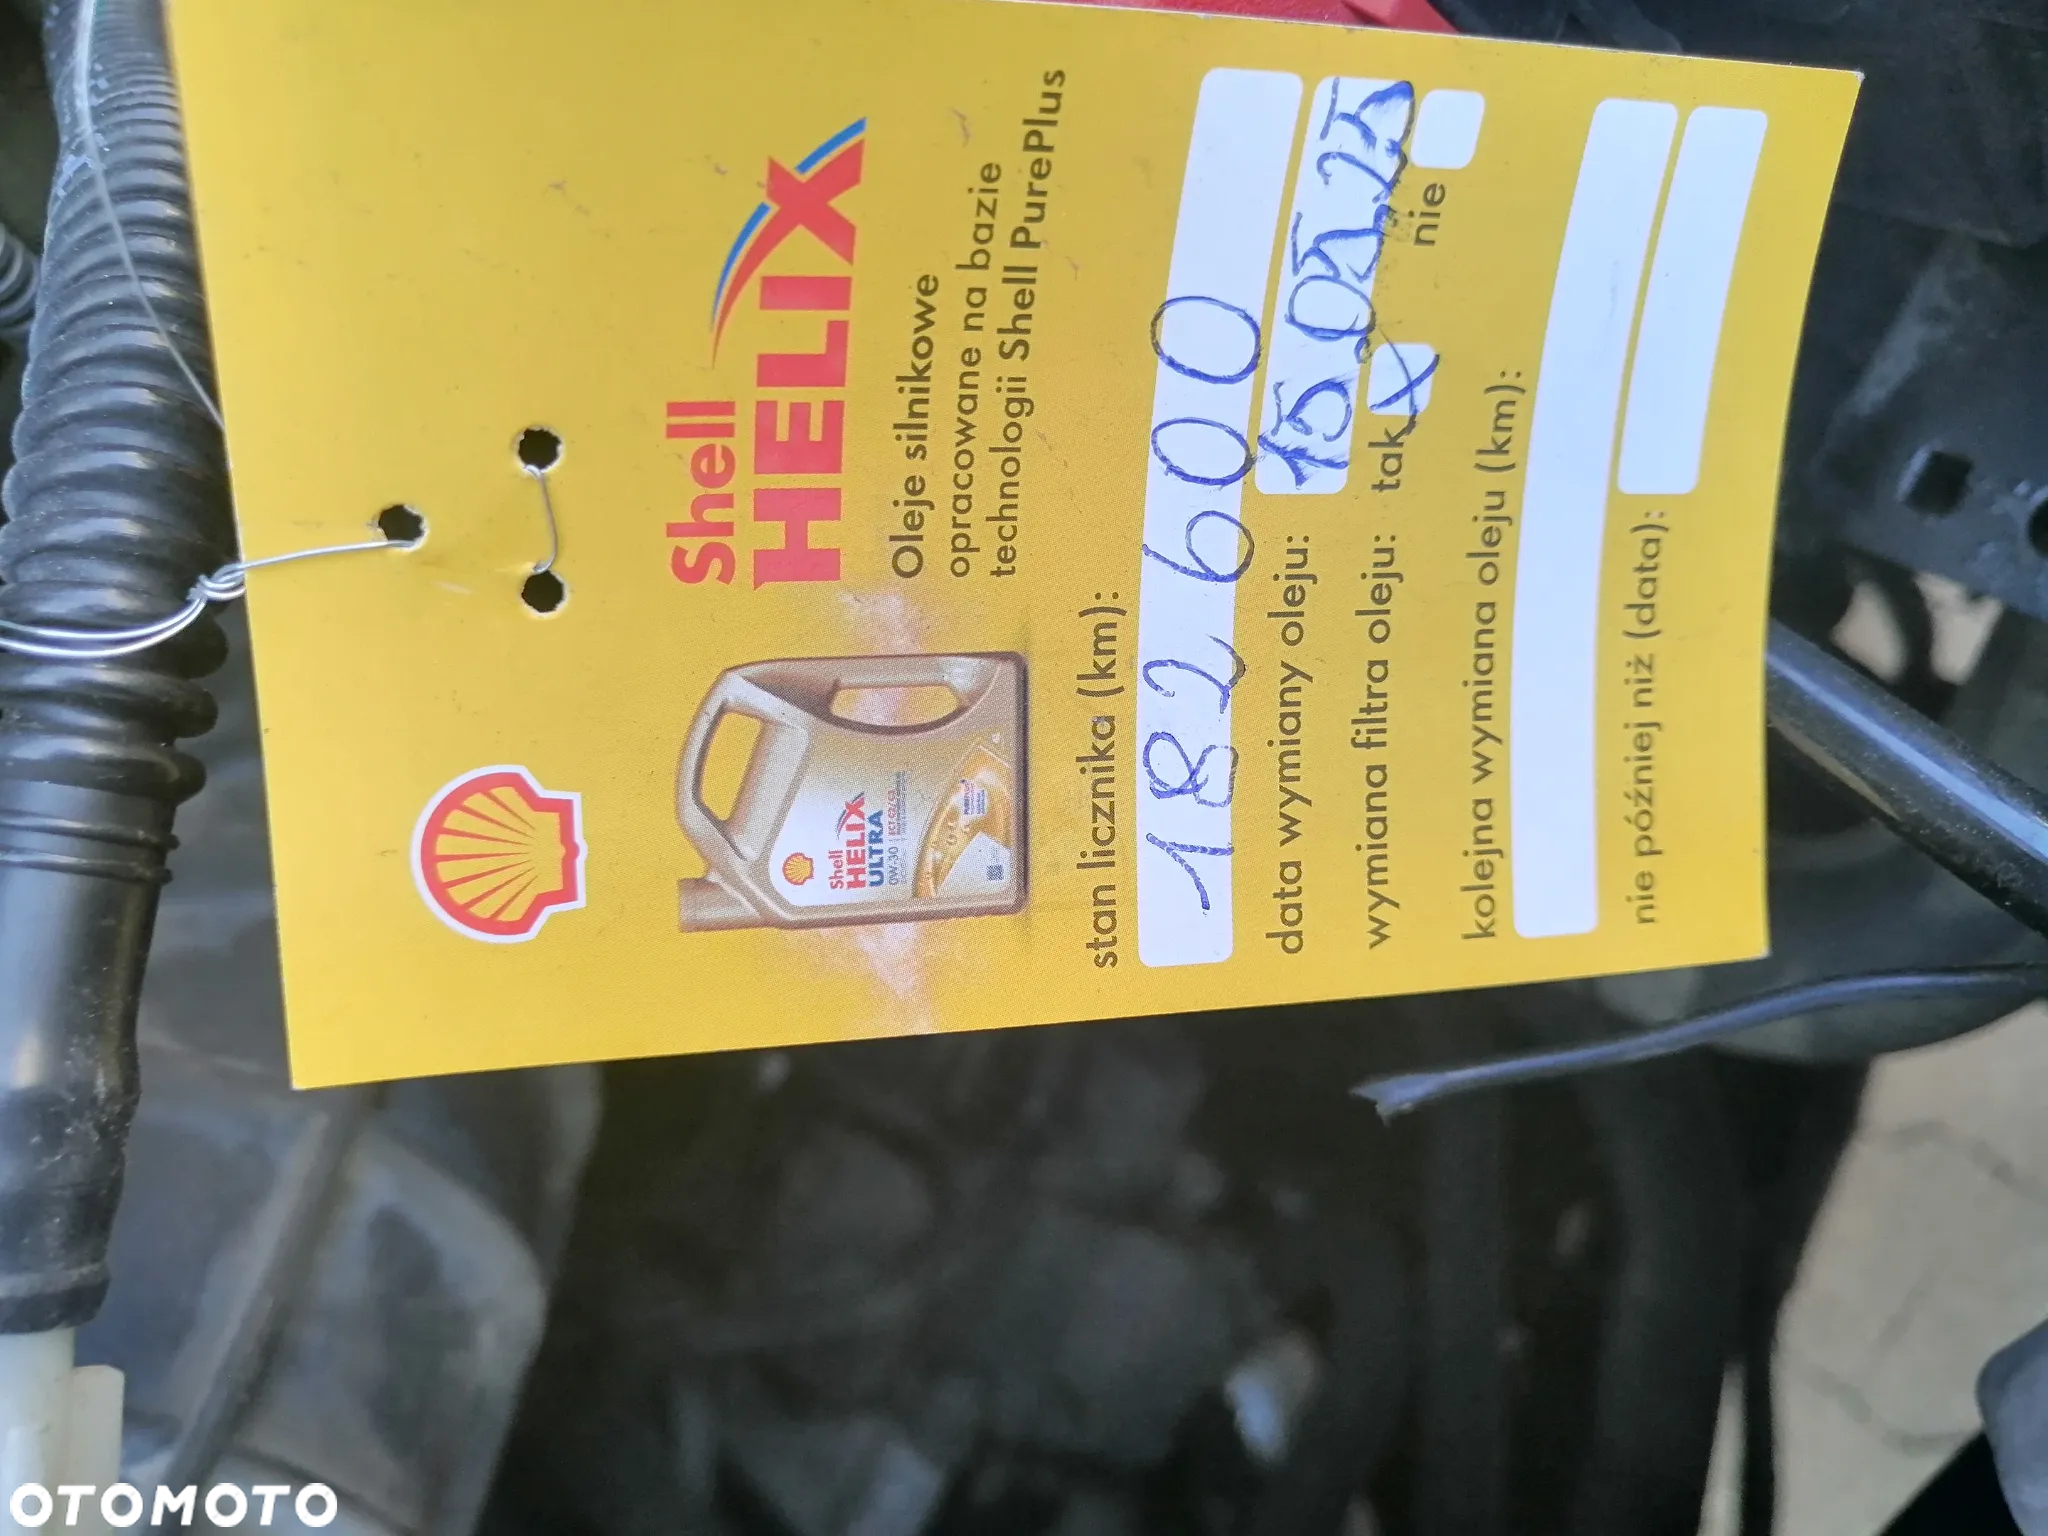 Shell
HELIX
Oleje silnikowe
opracowane na bazie
technologii Shell PurePlus
Shell
HELIX
ULTRA
0W-30
stan licznika (km):
182600
data wymiany oleju: 15.05.25
wymiana filtra oleju: tak X nie
kolejna wymiana oleju (km):
nie później niż (data):
OTOMOTO